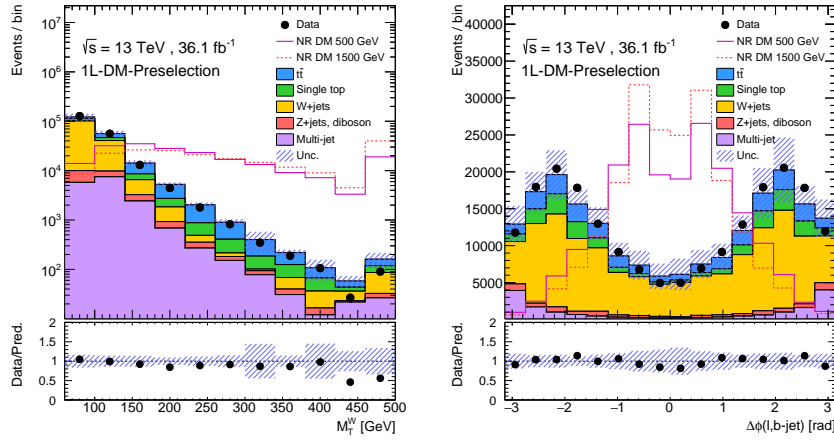 Events / bin
10^7
10^6
10^5
10^4
10^3
10^2
√s = 13 TeV , 36.1 fb^-1
1L-DM-Preselection
Data
NR DM 500 GeV
NR DM 1500 GeV
tt̄
Single top
W+jets
Z+jets, diboson
Multi-jet
Unc.
Data/Pred.
2
1.5
1
0.5
0
100 150 200 250 300 350 400 450 500
M_T^W [GeV]
Events / bin
40000
35000
30000
25000
20000
15000
10000
5000
√s = 13 TeV , 36.1 fb^-1
1L-DM-Preselection
Data
NR DM 500 GeV
NR DM 1500 GeV
tt̄
Single top
W+jets
Z+jets, diboson
Multi-jet
Unc.
Data/Pred.
2
1.5
1
0.5
0
−3 −2 −1 0 1 2 3
Δϕ(l,b-jet) [rad]